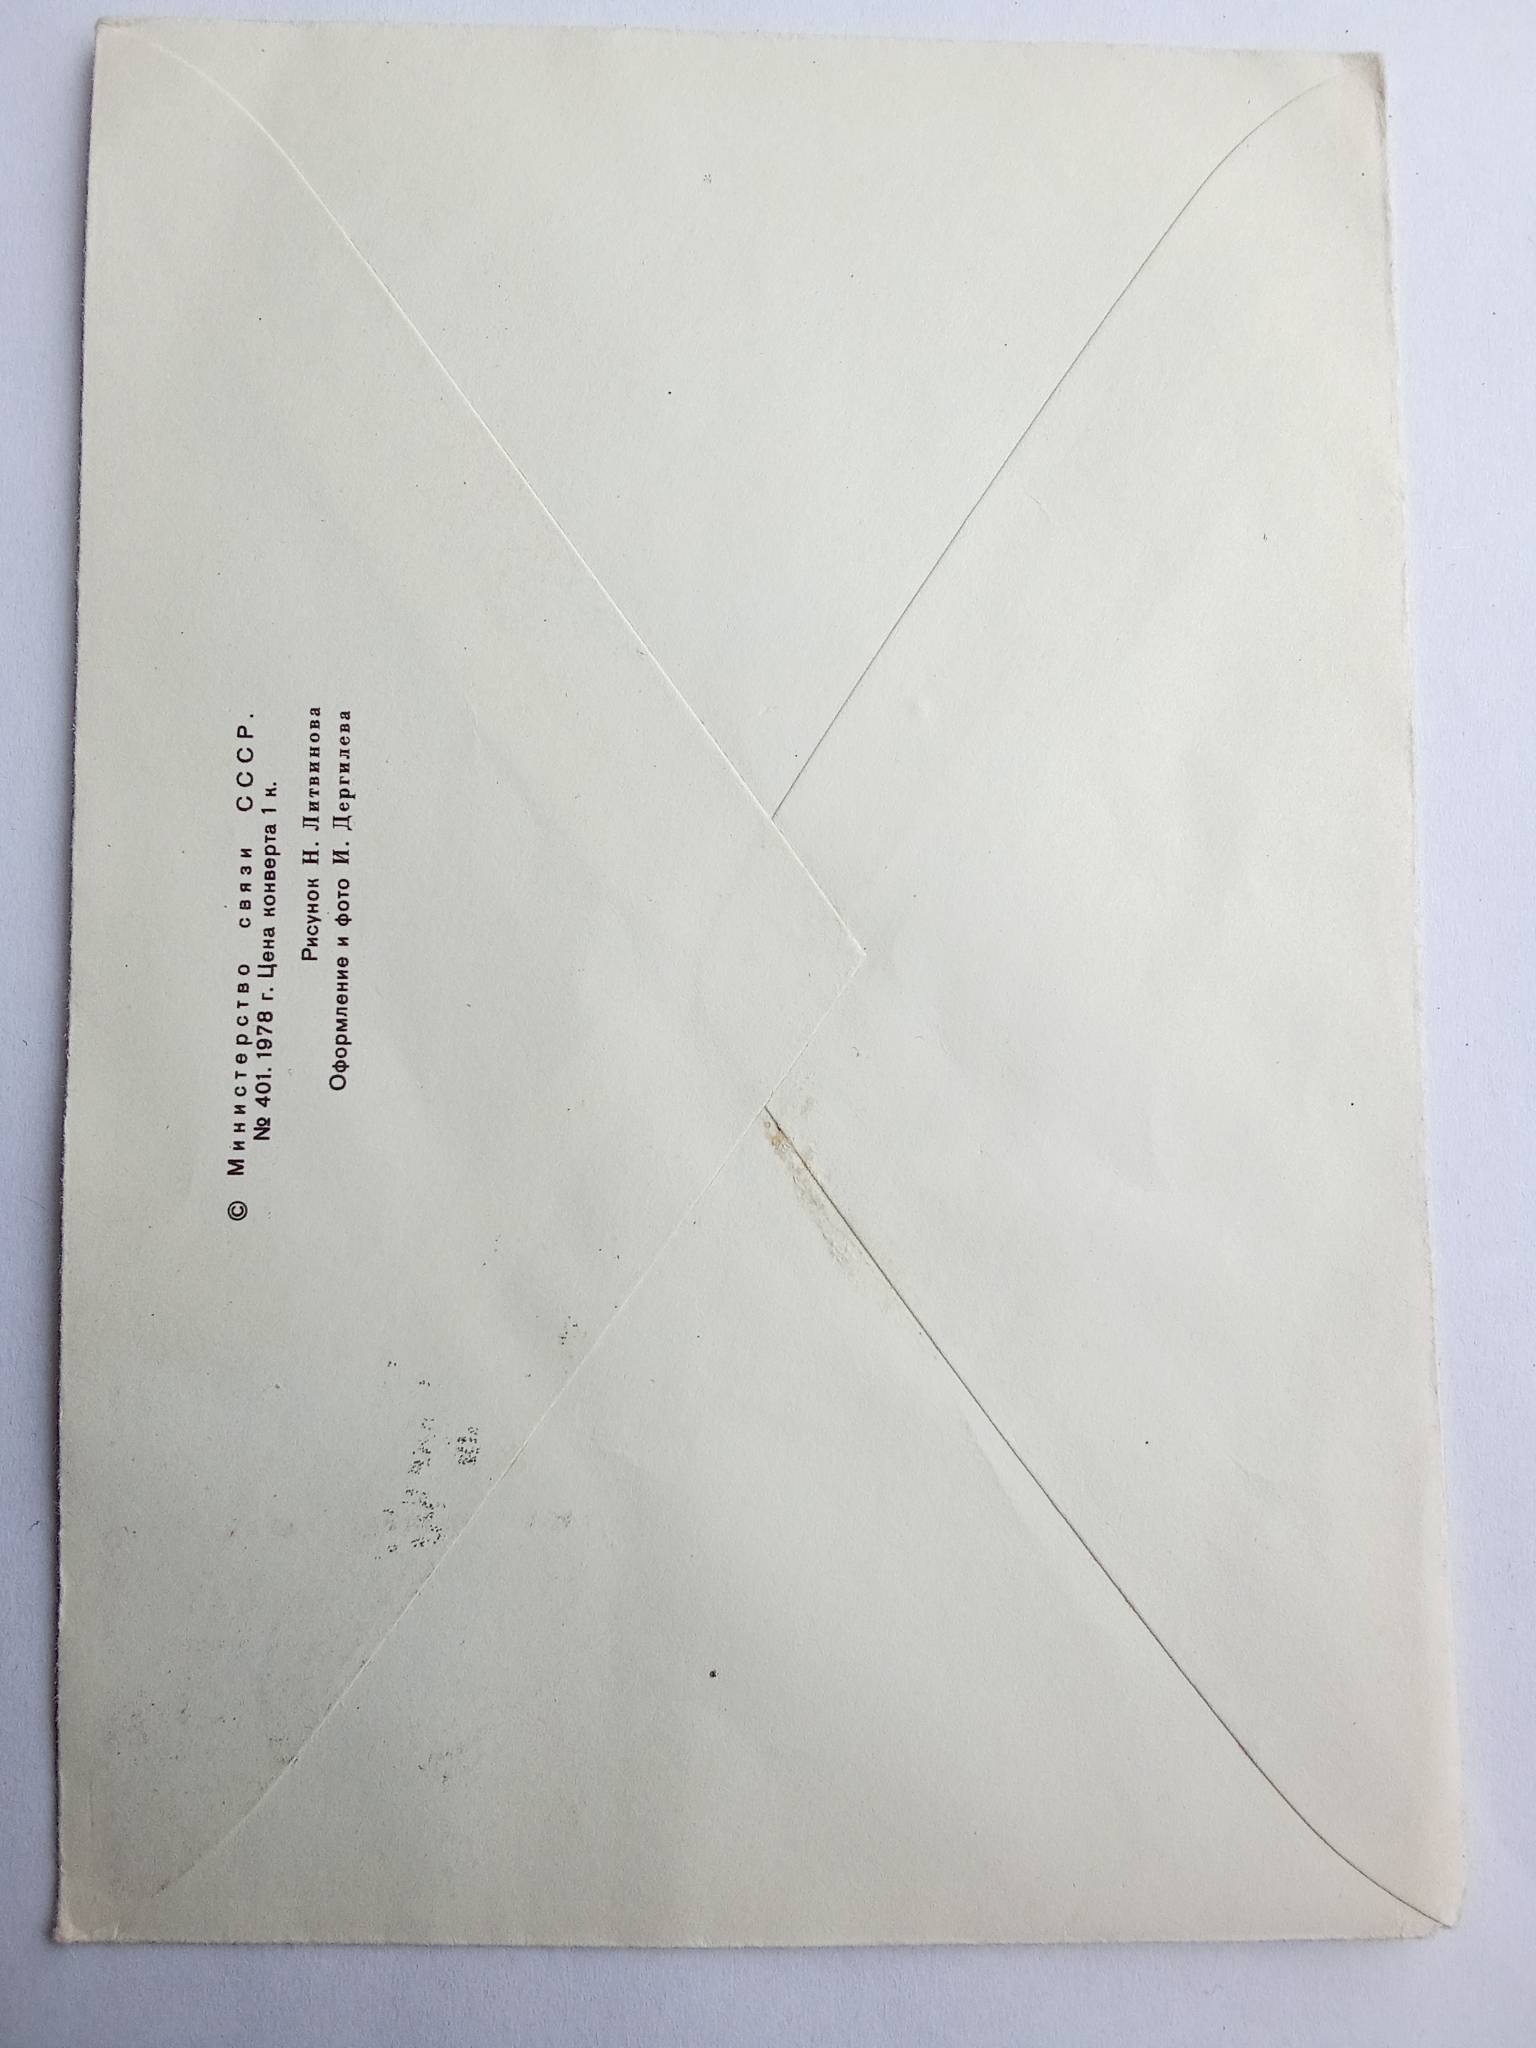 © Министерство связи СССР.
№ 401. 1978 г. Цена конверта 1 к.
Рисунок Н. Литвинова
Оформление и фото И. Дергилева